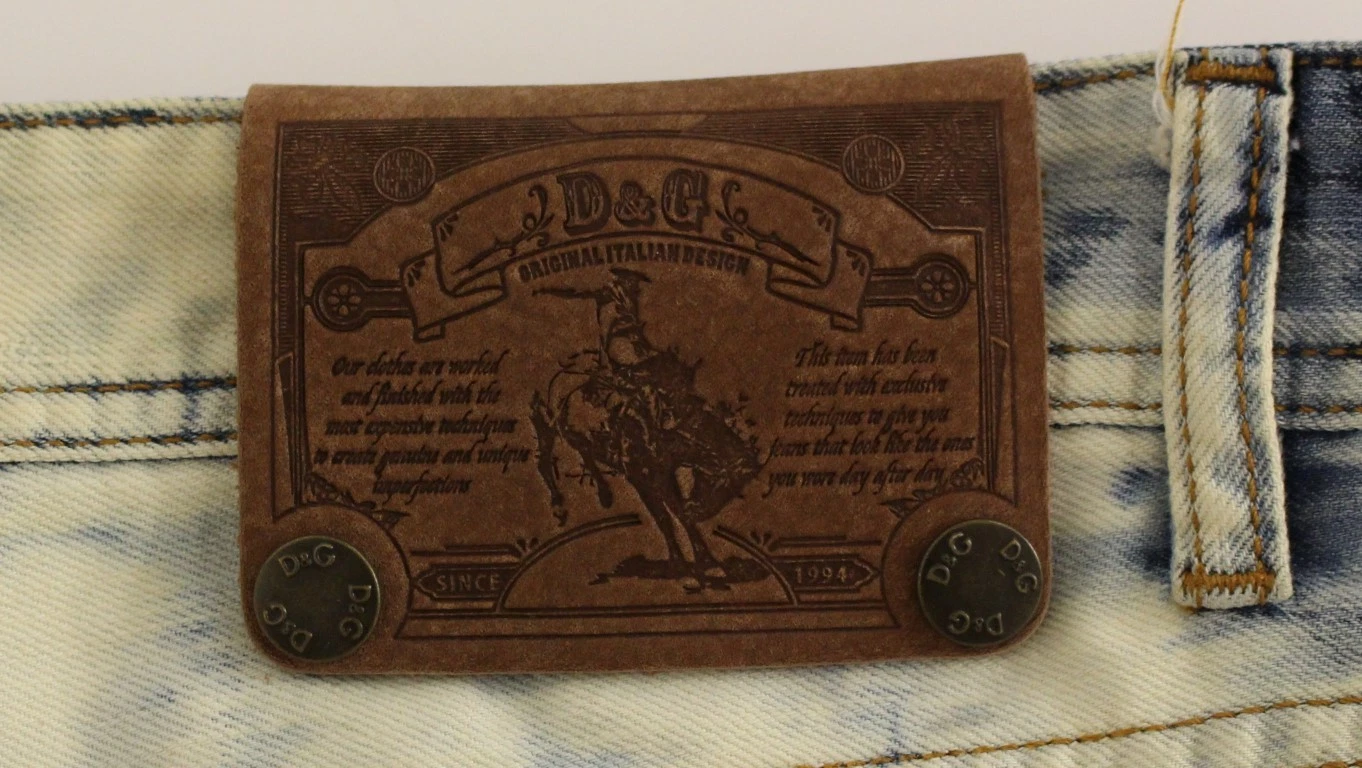 D&G
ORIGINAL ITALIAN DESIGN
Our clothes are worked
and finished with the
most expensive techniques
to create genuine and unique
imperfections
This item has been
treated with exclusive
techniques to give you
jeans that look like the ones
you wore day after day
SINCE
1994
D&G
D&G
D&G
D&G
D&G
D&G